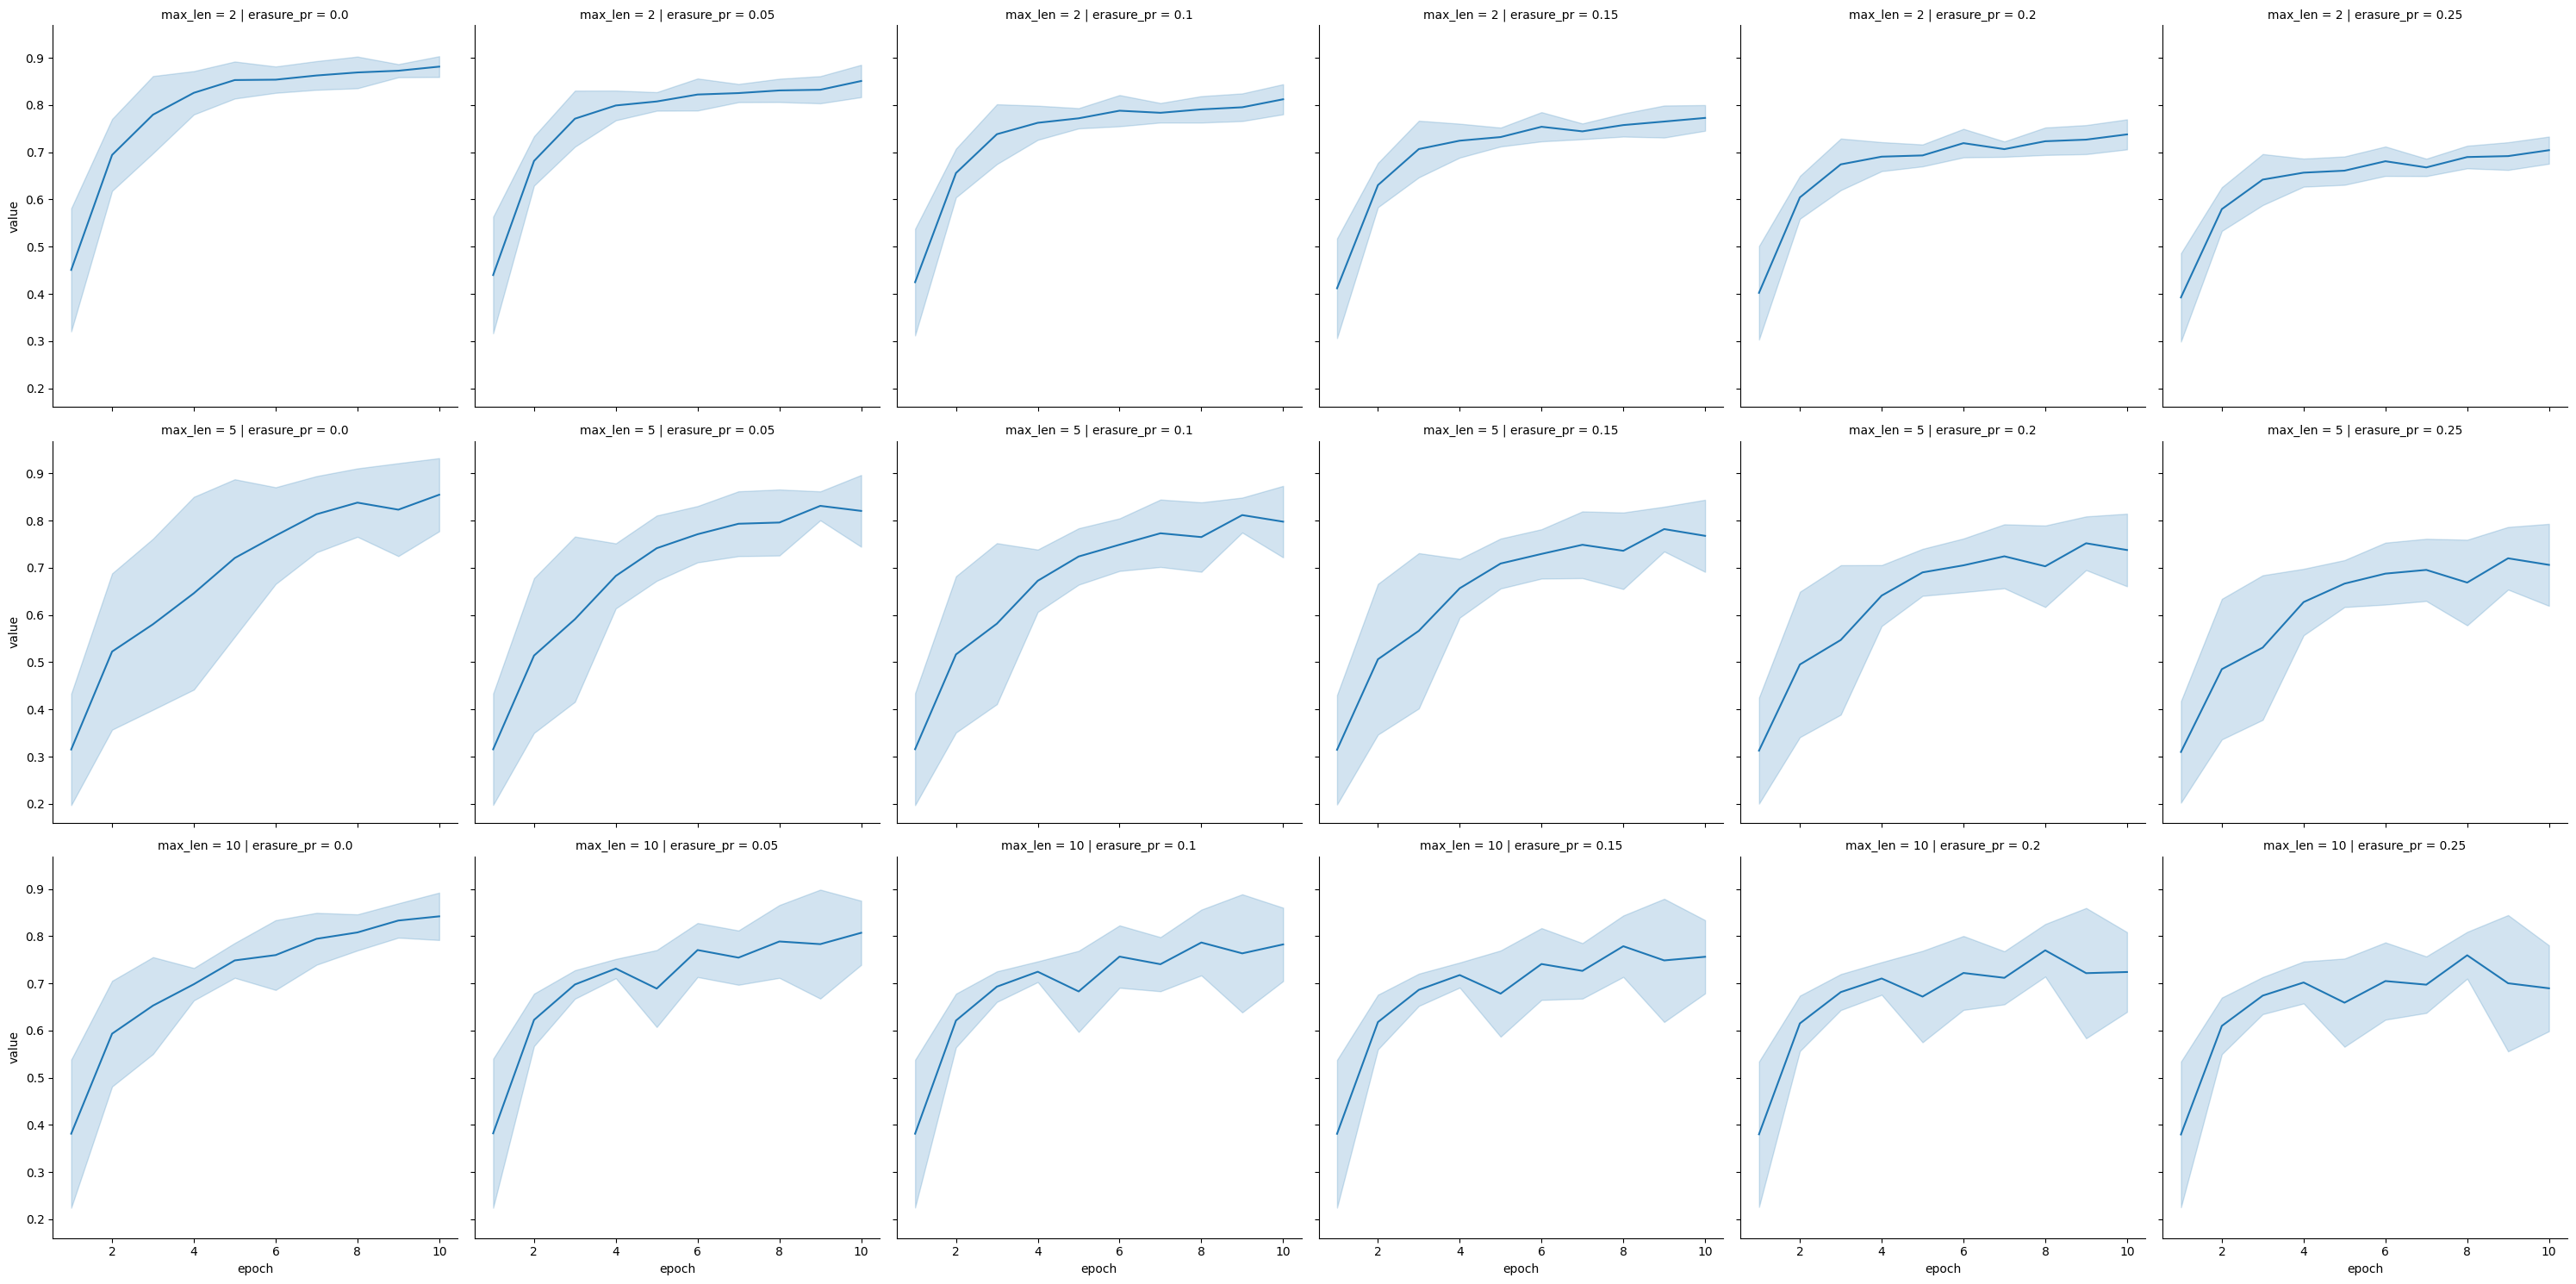 max_len = 2 | erasure_pr = 0.0
max_len = 2 | erasure_pr = 0.05
max_len = 2 | erasure_pr = 0.1
max_len = 2 | erasure_pr = 0.15
max_len = 2 | erasure_pr = 0.2
max_len = 2 | erasure_pr = 0.25
0.9
0.8
0.7
0.6
0.5
0.4
0.3
0.2
value
max_len = 5 | erasure_pr = 0.0
max_len = 5 | erasure_pr = 0.05
max_len = 5 | erasure_pr = 0.1
max_len = 5 | erasure_pr = 0.15
max_len = 5 | erasure_pr = 0.2
max_len = 5 | erasure_pr = 0.25
0.9
0.8
0.7
0.6
0.5
0.4
0.3
0.2
value
max_len = 10 | erasure_pr = 0.0
max_len = 10 | erasure_pr = 0.05
max_len = 10 | erasure_pr = 0.1
max_len = 10 | erasure_pr = 0.15
max_len = 10 | erasure_pr = 0.2
max_len = 10 | erasure_pr = 0.25
0.9
0.8
0.7
0.6
0.5
0.4
0.3
0.2
value
2 4 6 8 10
epoch
2 4 6 8 10
epoch
2 4 6 8 10
epoch
2 4 6 8 10
epoch
2 4 6 8 10
epoch
2 4 6 8 10
epoch